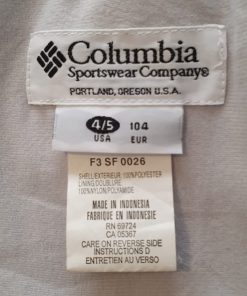 Columbia
Sportswear Company®
PORTLAND, OREGON U.S.A.
4/5 104
USA EUR
F3 SF 0026
SHELL/EXTERIEUR: 100% POLYESTER
LINING/DOUBLURE:
100% NYLON/POLYAMIDE
MADE IN INDONESIA
FABRIQUE EN INDONESIE
RN 69724
CA 05367
CARE ON REVERSE SIDE
INSTRUCTIONS D
ENTRETIEN AU VERSO